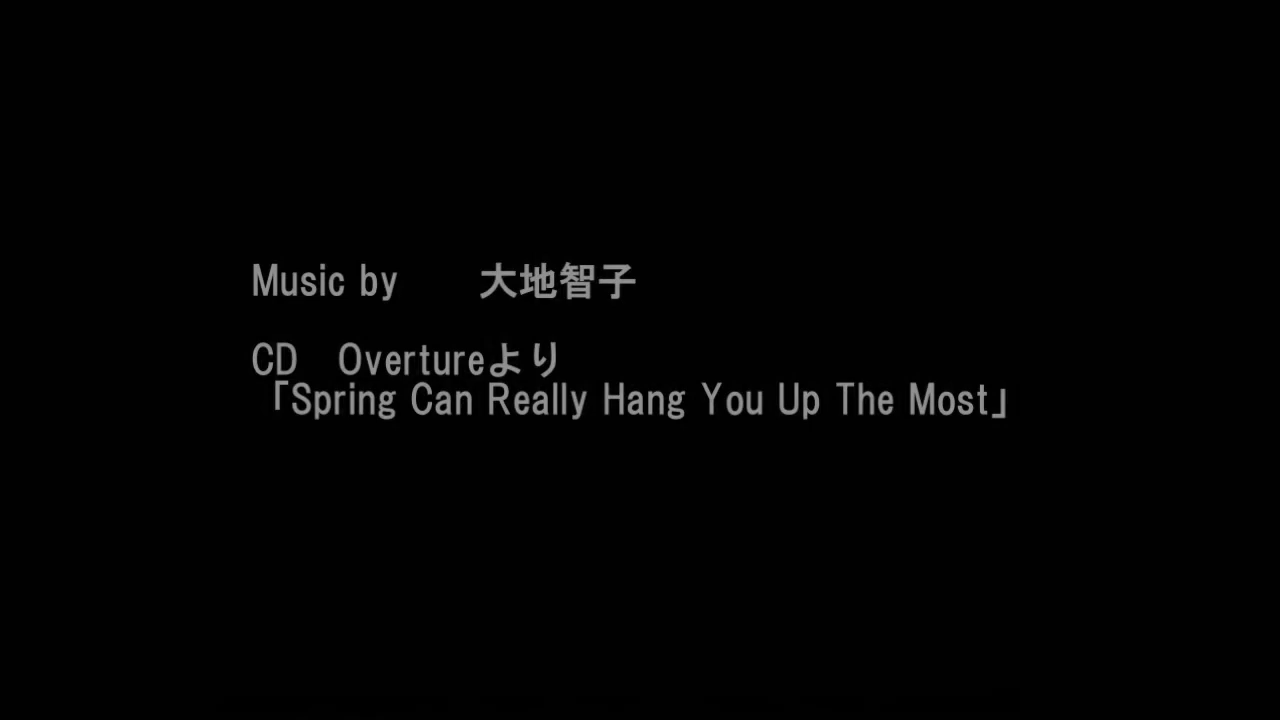 Music by　　大地智子
CD　Overtureより
「Spring Can Really Hang You Up The Most」